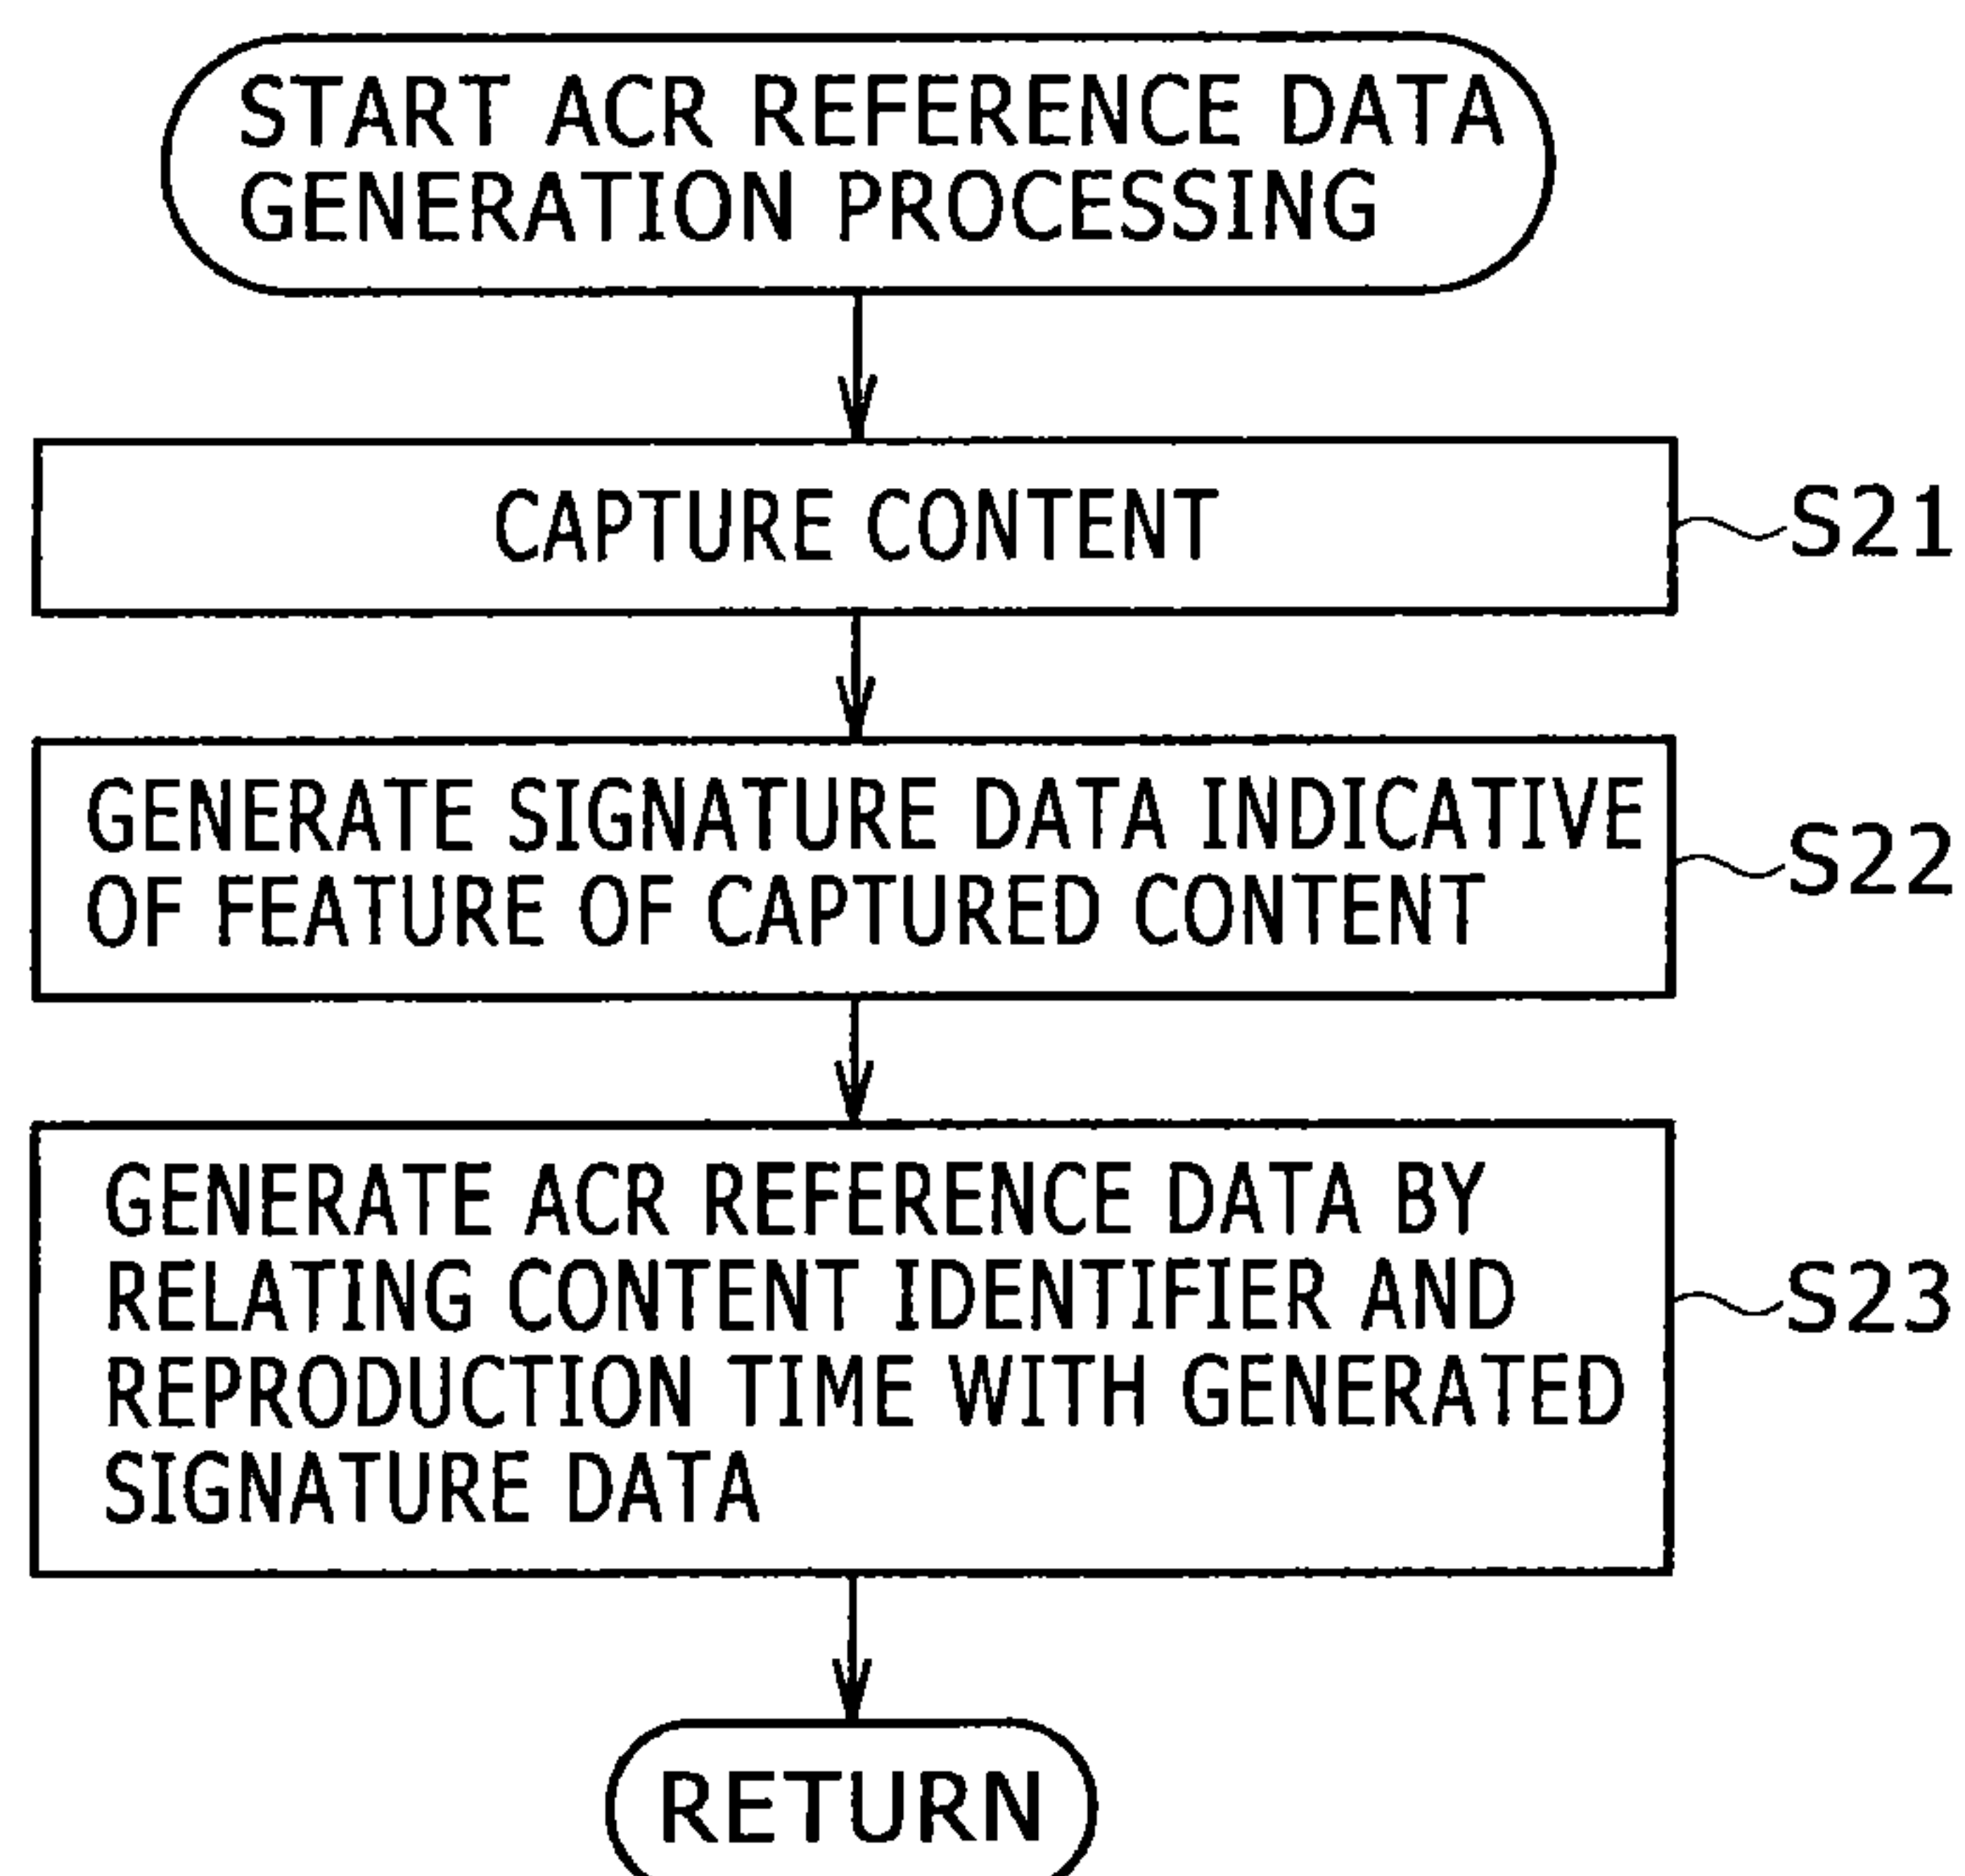 START ACR REFERENCE DATA
GENERATION PROCESSING
CAPTURE CONTENT
S21
GENERATE SIGNATURE DATA INDICATIVE
OF FEATURE OF CAPTURED CONTENT
S22
GENERATE ACR REFERENCE DATA BY
RELATING CONTENT IDENTIFIER AND
REPRODUCTION TIME WITH GENERATED
SIGNATURE DATA
S23
RETURN